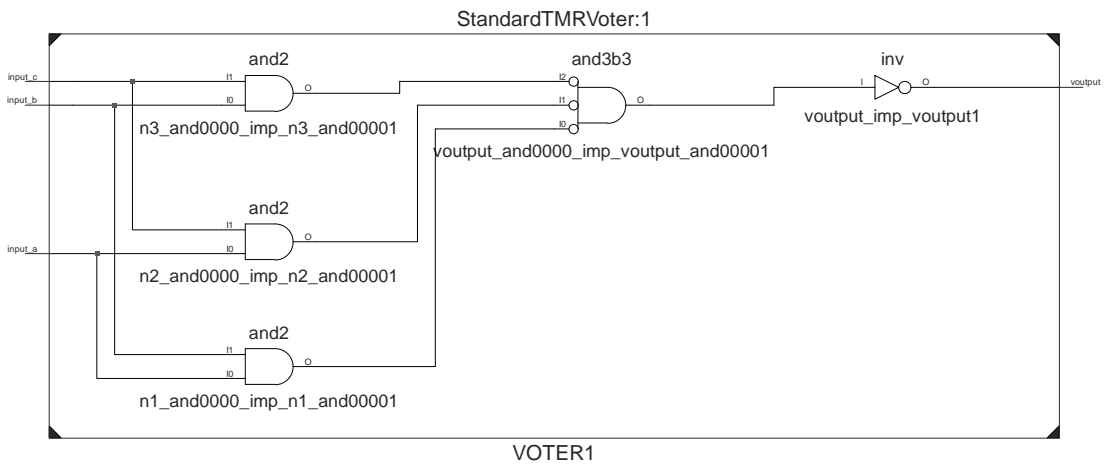 StandardTMRVoter:1
and2
and3b3
inv
input_c
I1
O
I2
I
O
voutput
input_b
I0
I1
O
n3_and0000_imp_n3_and00001
I0
voutput_imp_voutput1
voutput_and0000_imp_voutput_and00001
and2
I1
O
input_a
I0
n2_and0000_imp_n2_and00001
and2
I1
O
I0
n1_and0000_imp_n1_and00001
VOTER1